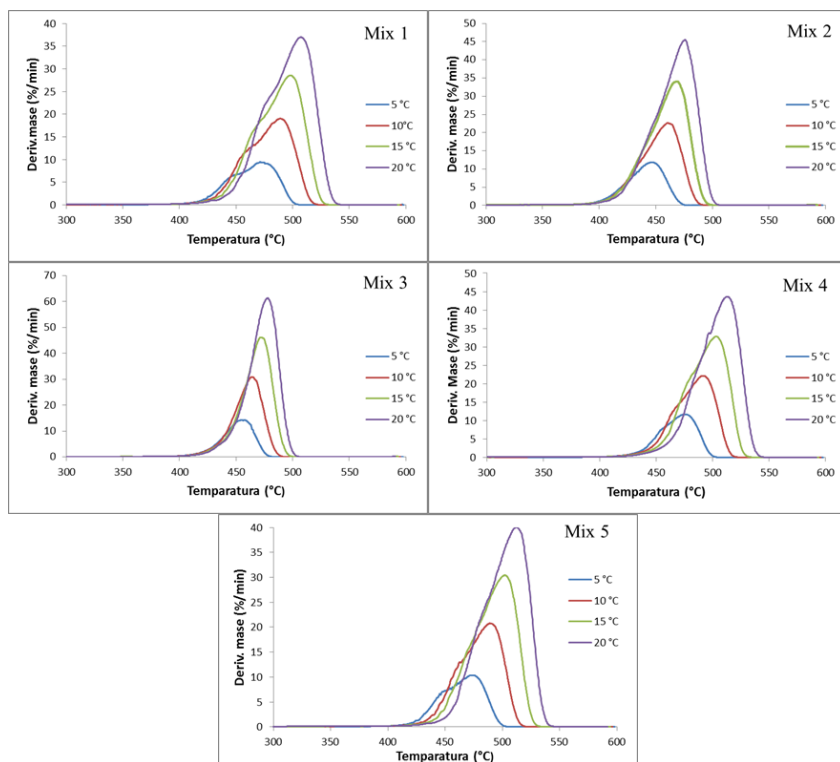 Mix 1
Deriv.mase (%/min)
40
35
30
25
20
15
10
5
0
300 350 400 450 500 550 600
Temperatura (°C)
5 °C
10°C
15 °C
20 °C
Mix 2
Deriv. mase (%/min)
50
45
40
35
30
25
20
15
10
5
0
300 350 400 450 500 550 600
Temparatura (°C)
5 °C
10 °C
15 °C
20 °C
Mix 3
Deriv. mase (%/min)
70
60
50
40
30
20
10
0
300 350 400 450 500 550 600
Temparatura (°C)
5 °C
10 °C
15 °C
20 °C
Mix 4
Deriv. Mase (%/min)
50
45
40
35
30
25
20
15
10
5
0
300 350 400 450 500 550 600
Temparatura (°C)
5 °C
10 °C
15 °C
20 °C
Mix 5
Deriv. mase (%/min)
40
35
30
25
20
15
10
5
0
300 350 400 450 500 550 600
Temparatura (°C)
5 °C
10 °C
15 °C
20 °C